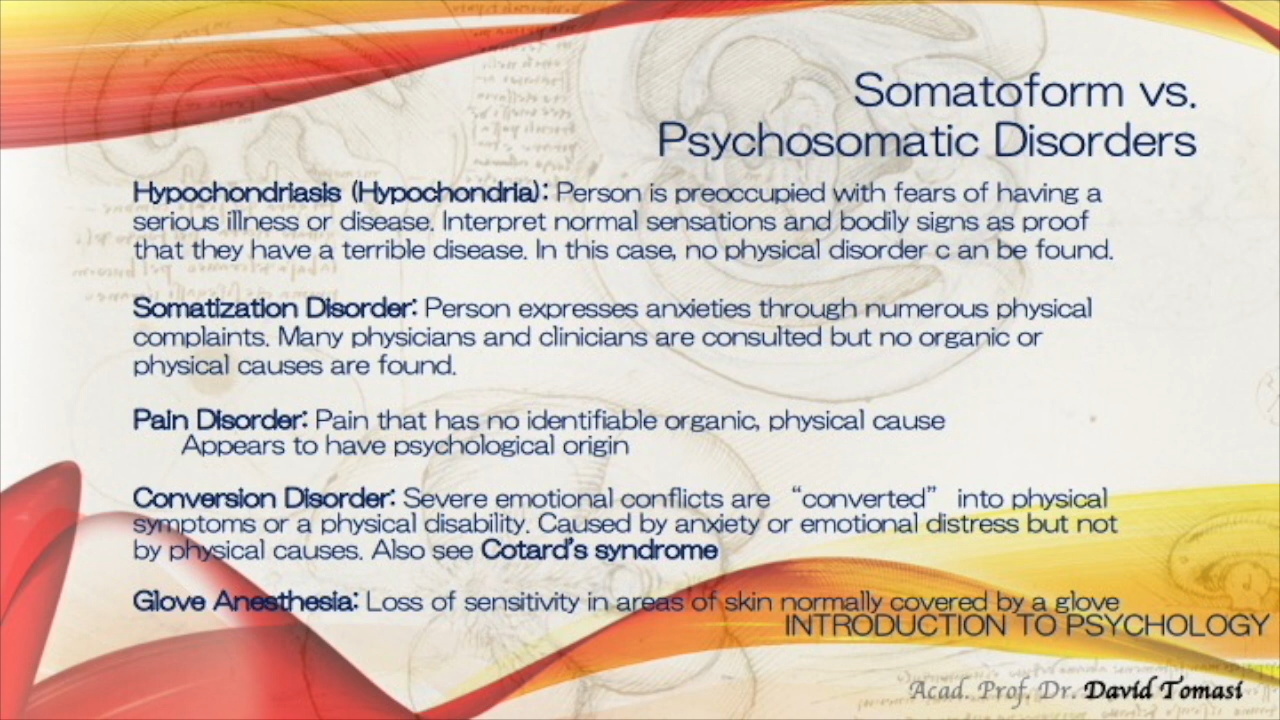 Somatoform vs.
Psychosomatic Disorders
Hypochondriasis (Hypochondria): Person is preoccupied with fears of having a
serious illness or disease. Interpret normal sensations and bodily signs as proof
that they have a terrible disease. In this case, no physical disorder c an be found.
Somatization Disorder: Person expresses anxieties through numerous physical
complaints. Many physicians and clinicians are consulted but no organic or
physical causes are found.
Pain Disorder: Pain that has no identifiable organic, physical cause
Appears to have psychological origin
Conversion Disorder: Severe emotional conflicts are “converted” into physical
symptoms or a physical disability. Caused by anxiety or emotional distress but not
by physical causes. Also see Cotard’s syndrome
Glove Anesthesia: Loss of sensitivity in areas of skin normally covered by a glove
INTRODUCTION TO PSYCHOLOGY
Acad. Prof. Dr. David Tomasi